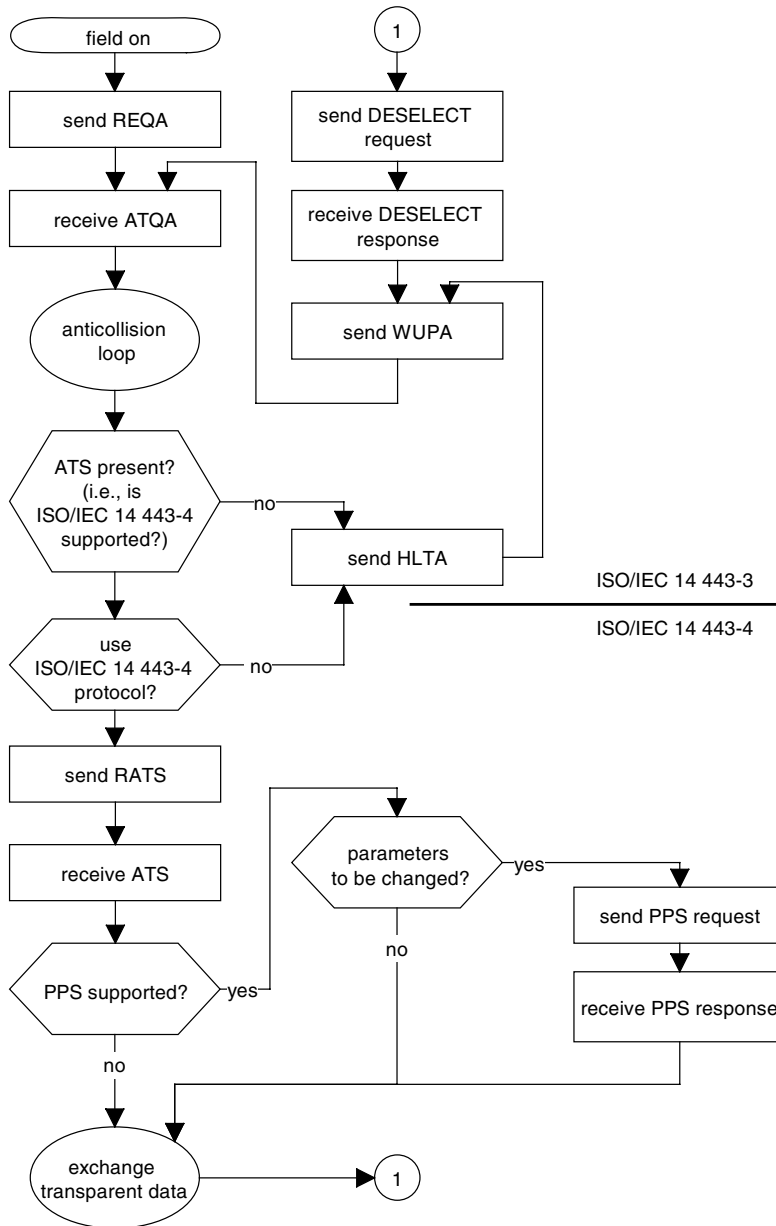 field on
send REQA
receive ATQA
anticollision
loop
ATS present?
(i.e., is
ISO/IEC 14 443-4
supported?)
no
use
ISO/IEC 14 443-4
protocol?
no
send RATS
receive ATS
PPS supported?
yes
no
exchange
transparent data
1
1
send DESELECT
request
receive DESELECT
response
send WUPA
send HLTA
ISO/IEC 14 443-3
ISO/IEC 14 443-4
parameters
to be changed?
yes
no
send PPS request
receive PPS response